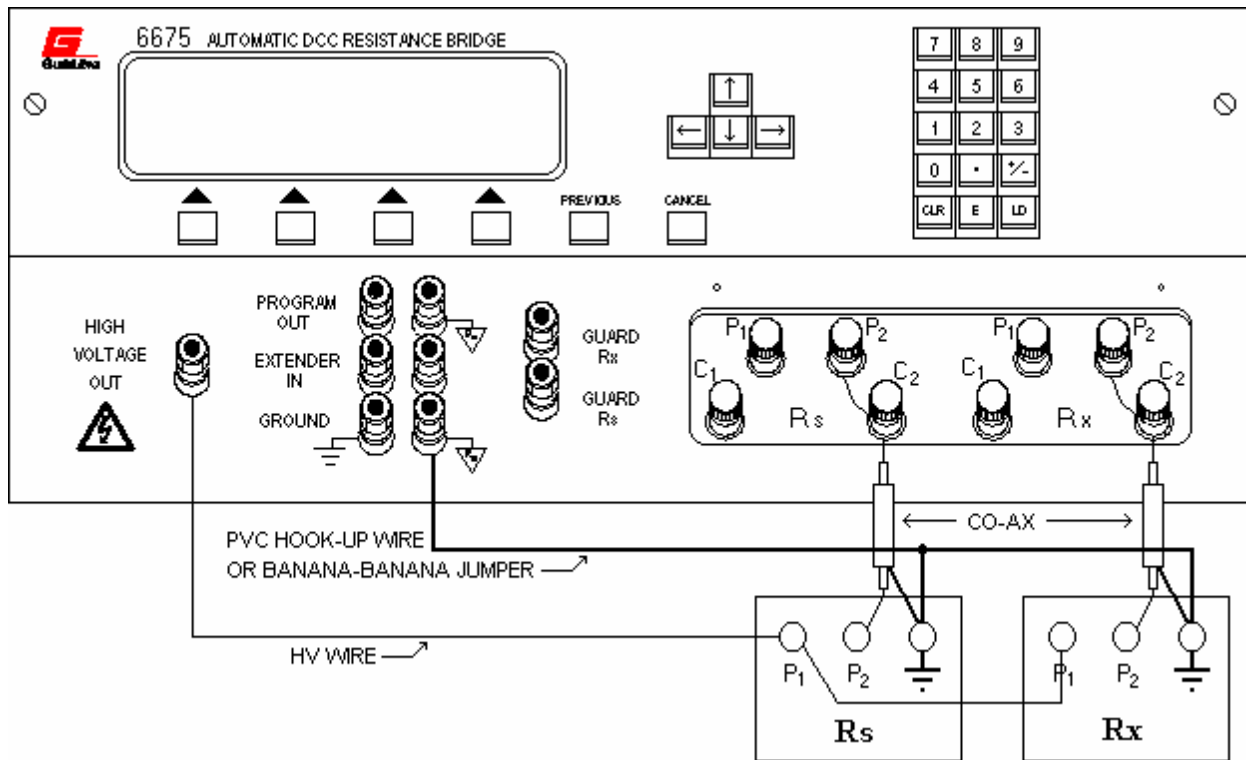 Guildline
6675 AUTOMATIC DCC RESISTANCE BRIDGE
7 8 9
4 5 6
1 2 3
0 . +/-
CLR E LD
↑
← ↓ →
PREVIOUS CANCEL
HIGH
VOLTAGE
OUT
PROGRAM
OUT
EXTENDER
IN
GROUND
GUARD
Rx
GUARD
Rs
P1 P2 P1 P2
C1 C2 C1 C2
Rs Rx
CO-AX
PVC HOOK-UP WIRE
OR BANANA-BANANA JUMPER
HV WIRE
P1 P2 P1 P2
Rs Rx